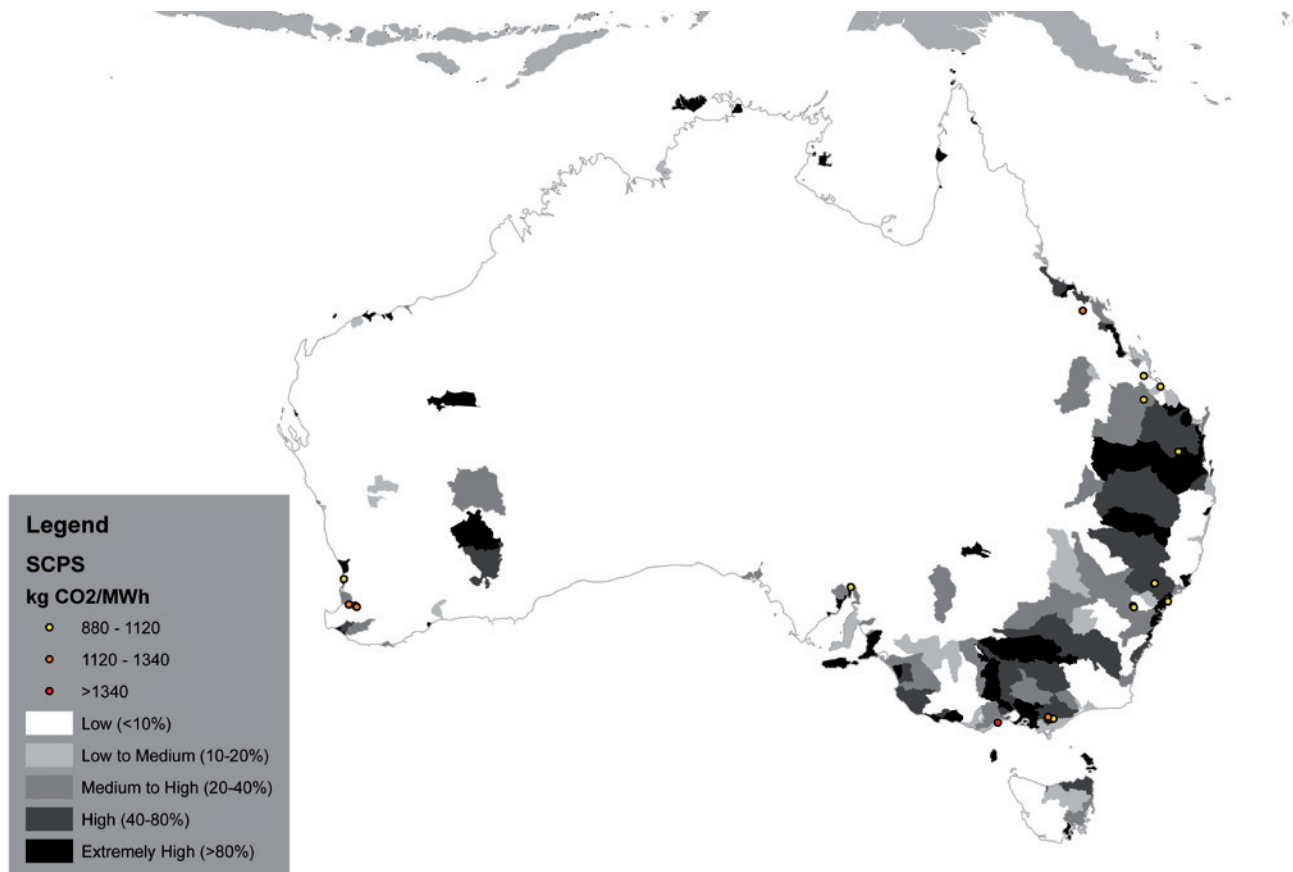 Legend
SCPS
kg CO2/MWh
880 - 1120
1120 - 1340
>1340
Low (<10%)
Low to Medium (10-20%)
Medium to High (20-40%)
High (40-80%)
Extremely High (>80%)